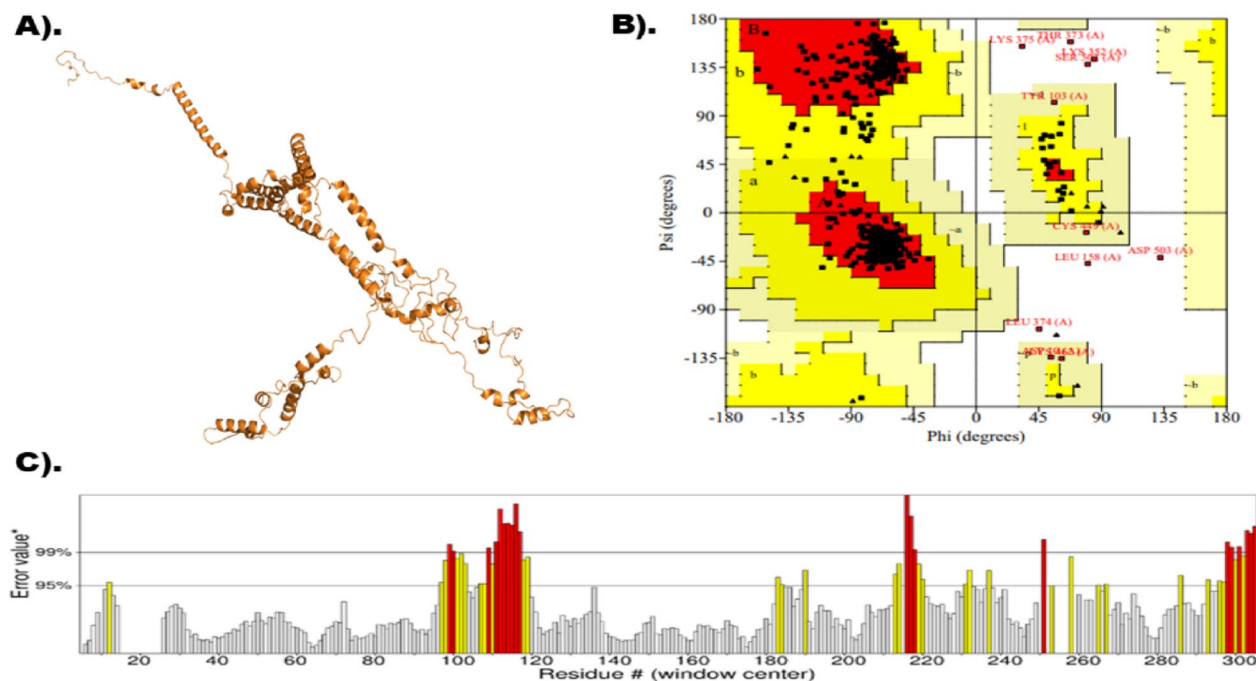 A).
B).
180
135
90
45
0
-45
-90
-135
Psi (degrees)
B
b
a
A
~b
~b
b
~b
l
~a
p
~b
b
~b
LYS 375 (A)
THR 373 (A)
LYS 352 (A)
TYR 103 (A)
CYS 449 (A)
ASP 503 (A)
LEU 158 (A)
LEU 374 (A)
-180
-135
-90
-45
0
45
90
135
180
Phi (degrees)
C).
Error value*
99%
95%
20
40
60
80
100
120
140
160
180
200
220
240
260
280
300
Residue # (window center)